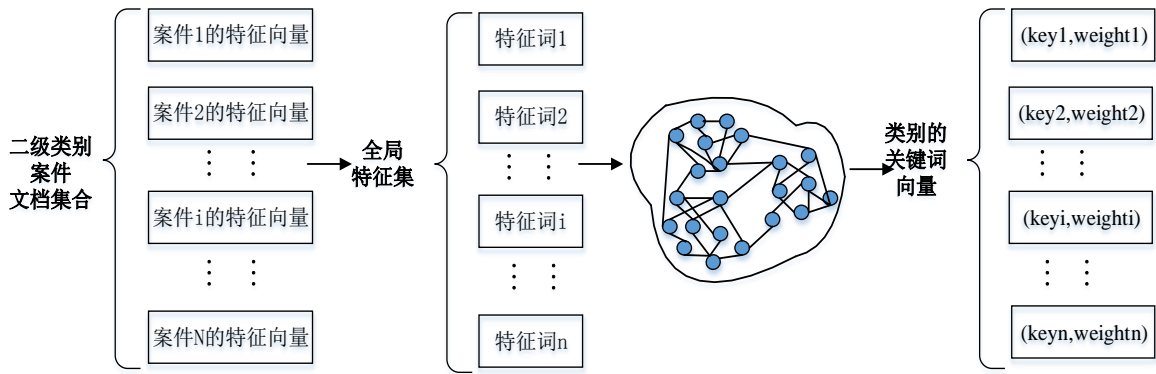 二级类别
案件
文档集合
案件1的特征向量
案件2的特征向量
案件i的特征向量
案件N的特征向量
全局
特征集
特征词1
特征词2
特征词i
特征词n
类别的
关键词
向量
(key1,weight1)
(key2,weight2)
(keyi,weighti)
(keyn,weightn)